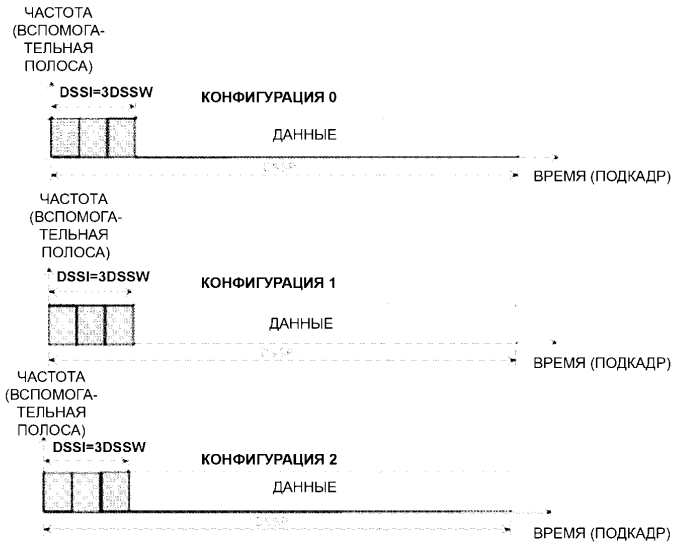 ЧАСТОТА
(ВСПОМОГА-
ТЕЛЬНАЯ
ПОЛОСА)
DSSI=3DSSW
КОНФИГУРАЦИЯ 0
ДАННЫЕ
ВРЕМЯ (ПОДКАДР)
ЧАСТОТА
(ВСПОМОГА-
ТЕЛЬНАЯ
ПОЛОСА)
DSSI=3DSSW
КОНФИГУРАЦИЯ 1
ДАННЫЕ
ВРЕМЯ (ПОДКАДР)
ЧАСТОТА
(ВСПОМОГА-
ТЕЛЬНАЯ
ПОЛОСА)
DSSI=3DSSW
КОНФИГУРАЦИЯ 2
ДАННЫЕ
ВРЕМЯ (ПОДКАДР)